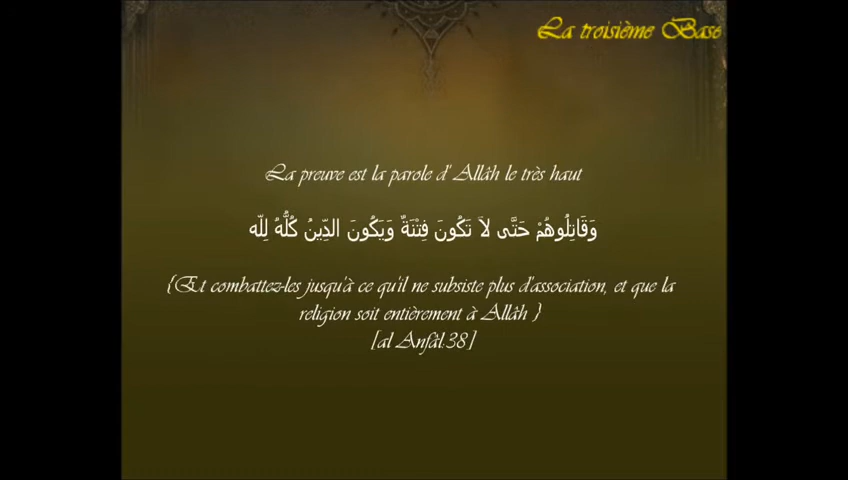 La troisième Base
La preuve est la parole d'Allâh le très haut
وَقَاتِلُوهُمْ حَتَّى لاَ تَكُونَ فِتْنَةٌ وَيَكُونَ الدِّينُ كُلُّهُ لِلّه
{Et combattez-les jusqu'à ce qu'il ne subsiste plus d'association, et que la
religion soit entièrement à Allâh }
[al Anfâl:38]